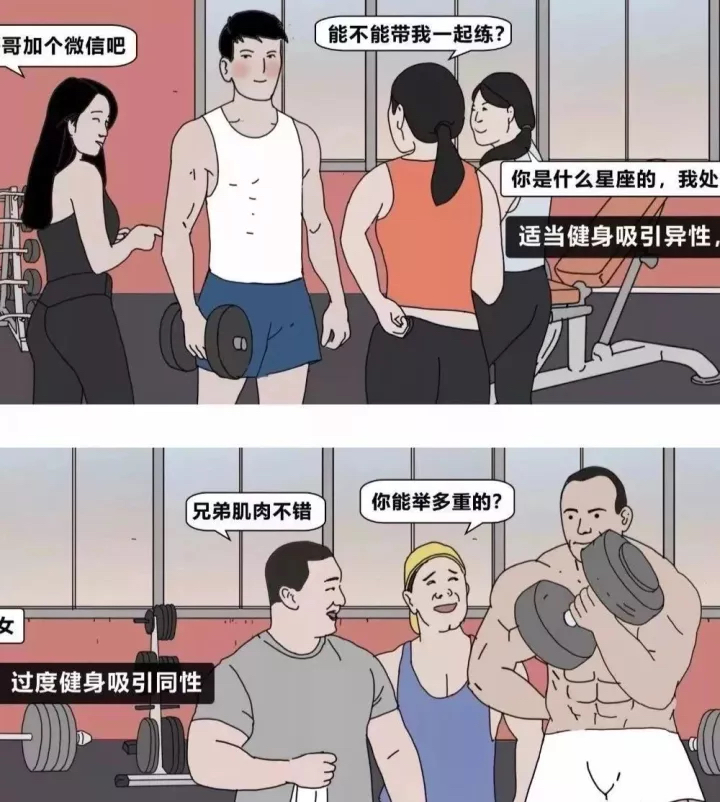 哥加个微信吧
能不能带我一起练？
你是什么星座的，我处
适当健身吸引异性，
兄弟肌肉不错
你能举多重的？
女
过度健身吸引同性